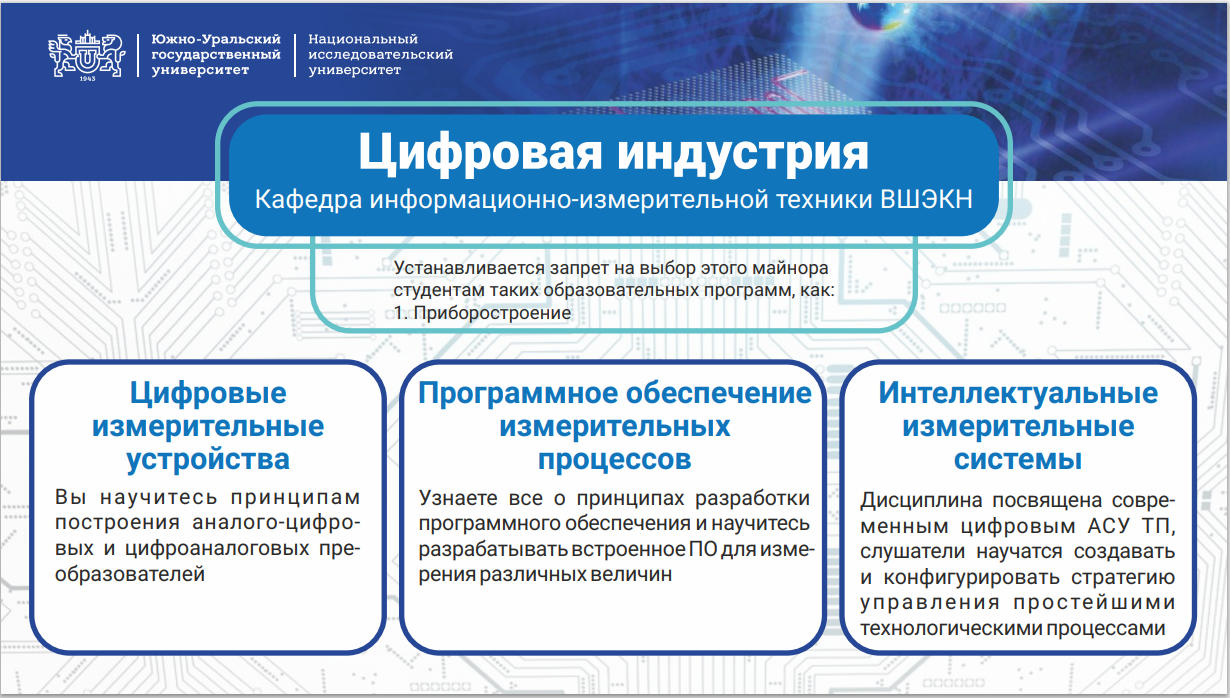 Южно-Уральский
государственный
университет
Национальный
исследовательский
университет
1943
Цифровая индустрия
Кафедра информационно-измерительной техники ВШЭКН
Устанавливается запрет на выбор этого майнора
студентам таких образовательных программ, как:
1. Приборостроение
Цифровые
измерительные
устройства
Вы научитесь принципам
построения аналого-цифро-
вых и цифроаналоговых пре-
образователей
Программное обеспечение
измерительных
процессов
Узнаете все о принципах разработки
программного обеспечения и научитесь
разрабатывать встроенное ПО для изме-
рения различных величин
Интеллектуальные
измерительные
системы
Дисциплина посвящена совре-
менным цифровым АСУ ТП,
слушатели научатся создавать
и конфигурировать стратегию
управления простейшими
технологическими процессами